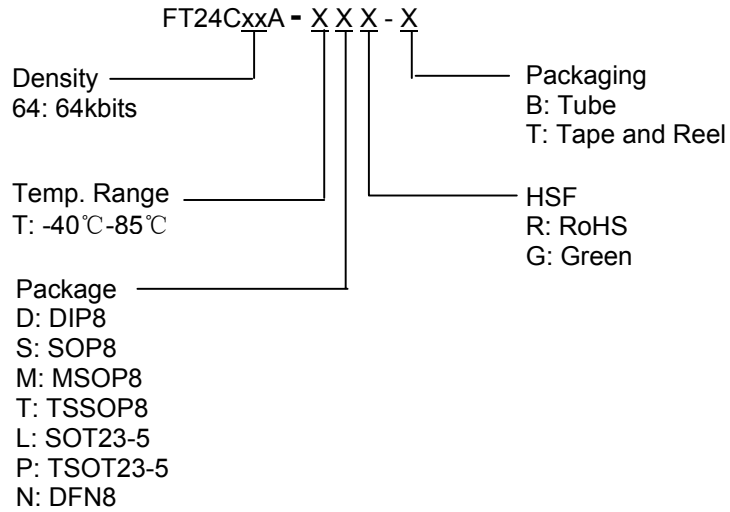 FT24CxxA - X X X - X
Density
64: 64kbits
Packaging
B: Tube
T: Tape and Reel
Temp. Range
T: -40℃-85℃
HSF
R: RoHS
G: Green
Package
D: DIP8
S: SOP8
M: MSOP8
T: TSSOP8
L: SOT23-5
P: TSOT23-5
N: DFN8